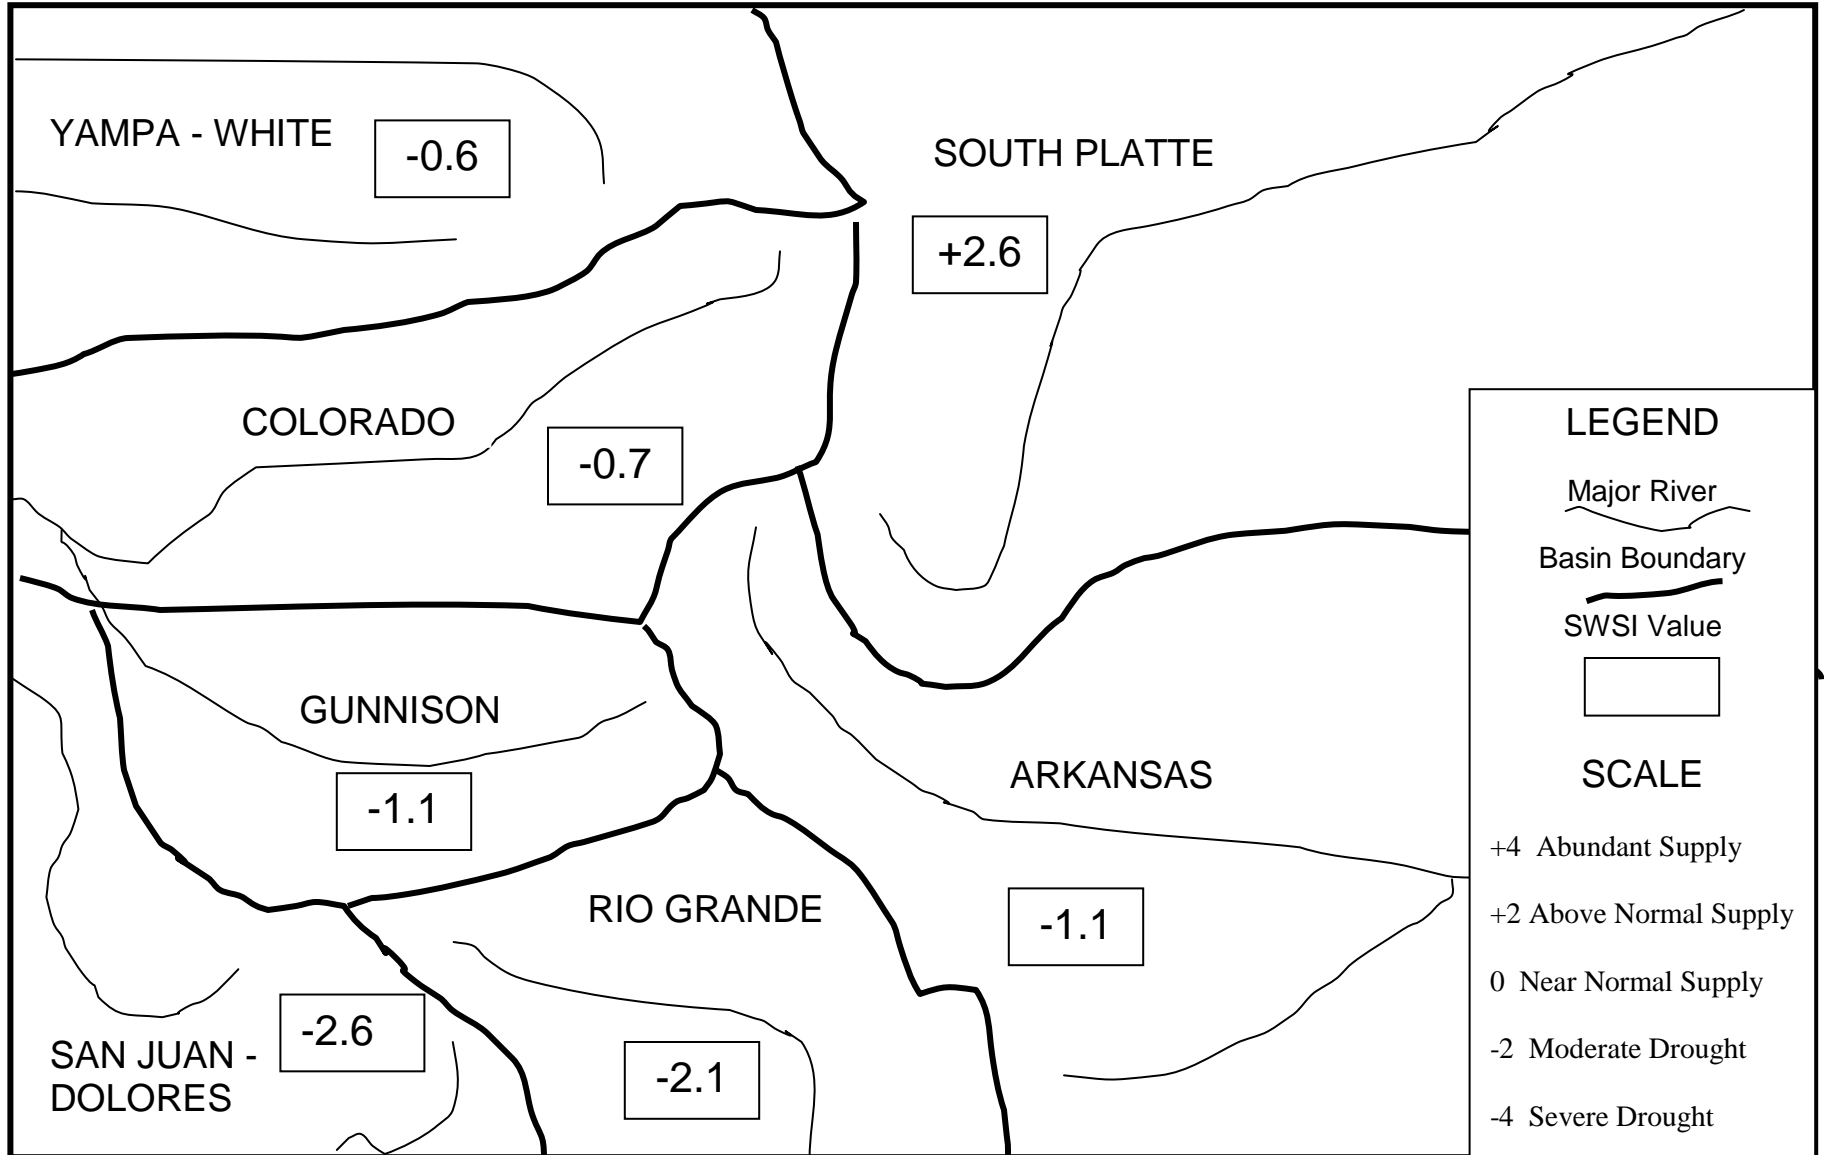 YAMPA - WHITE
-0.6
SOUTH PLATTE
+2.6
COLORADO
-0.7
GUNNISON
-1.1
ARKANSAS
-1.1
RIO GRANDE
-2.1
SAN JUAN -
DOLORES
-2.6
LEGEND
Major River
Basin Boundary
SWSI Value
SCALE
+4 Abundant Supply
+2 Above Normal Supply
0 Near Normal Supply
-2 Moderate Drought
-4 Severe Drought